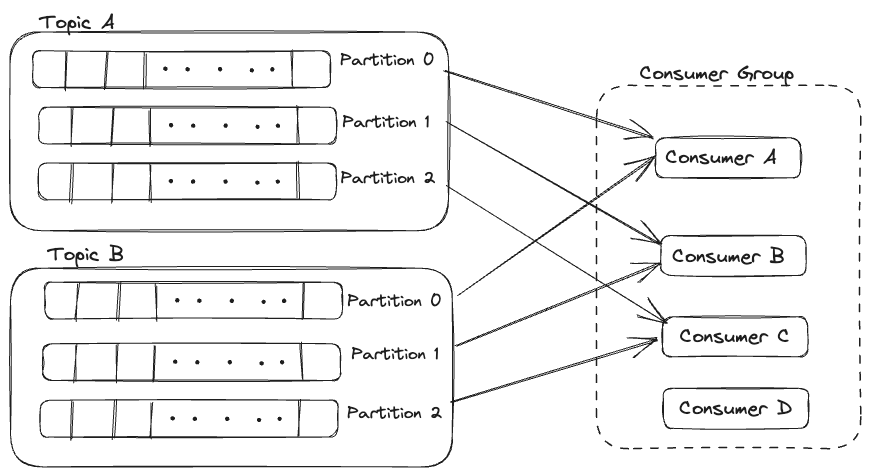 Topic A
Partition 0
Partition 1
Partition 2
Topic B
Partition 0
Partition 1
Partition 2
Consumer Group
Consumer A
Consumer B
Consumer C
Consumer D